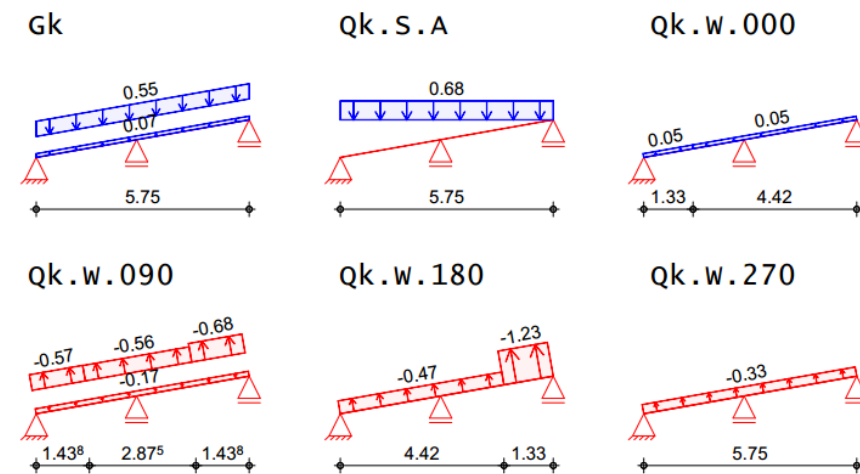 Gk Qk.S.A Qk.W.000
0.55 0.68
0.07 0.05 0.05
5.75 5.75 1.33 4.42
Qk.W.090 Qk.W.180 Qk.W.270
-0.57 -0.56 -0.68 -1.23
-0.17 -0.47 -0.33
1.43⁸ 2.87⁵ 1.43⁸ 4.42 1.33 5.75